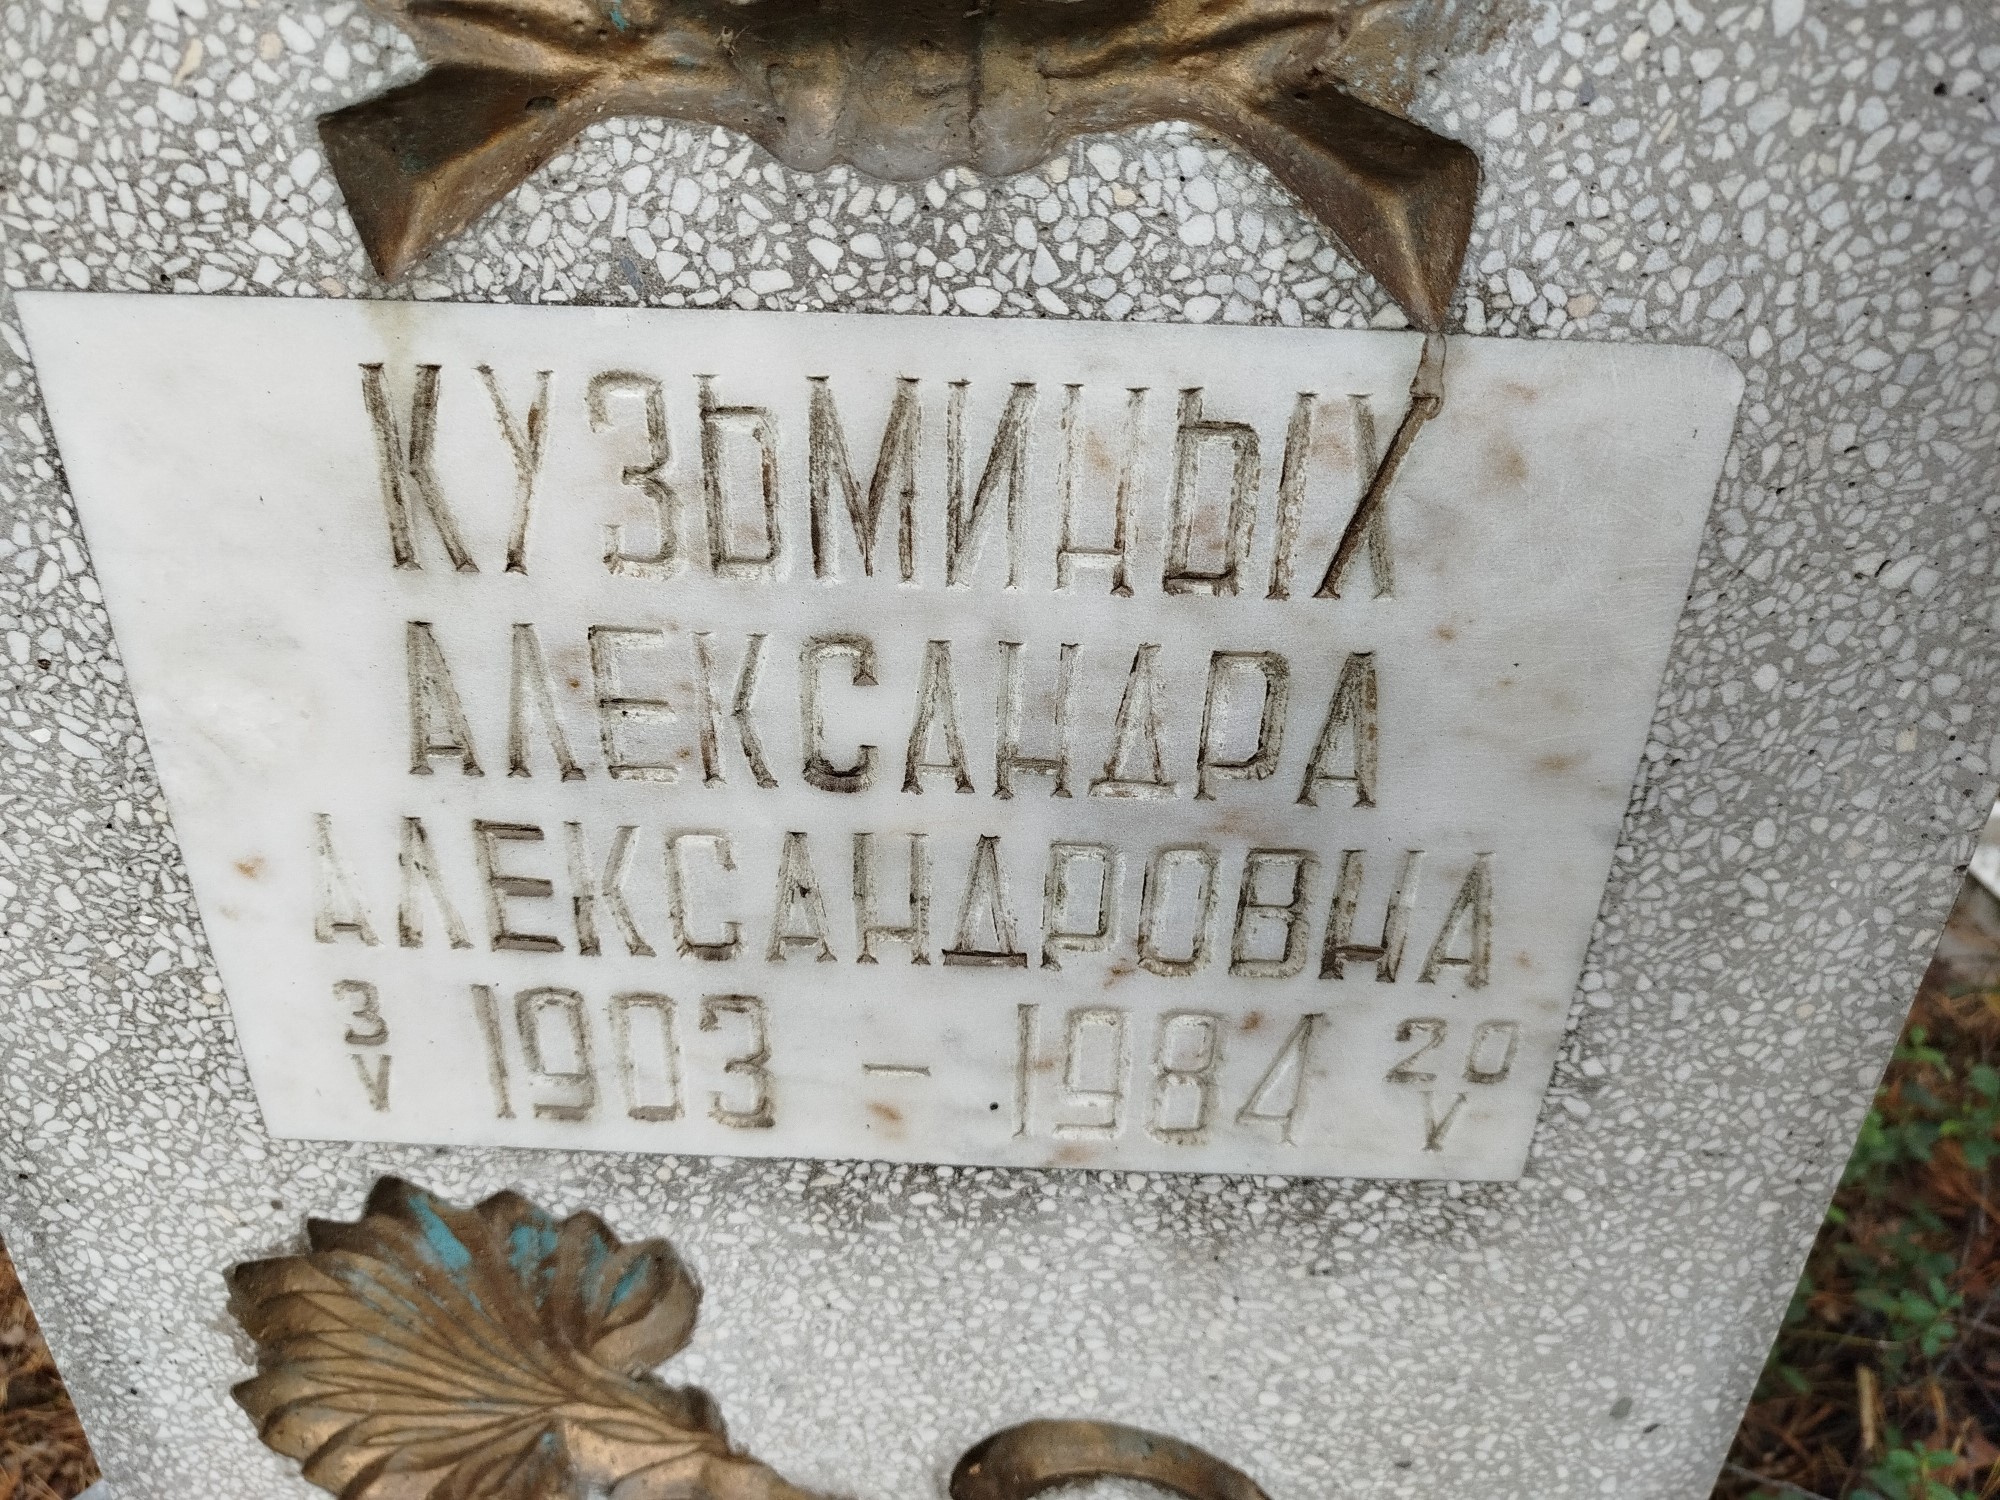 КУЗЬМИНЫХ
АЛЕКСАНДРА
АЛЕКСАНДРОВНА
3 1903 - 1984 20
V V